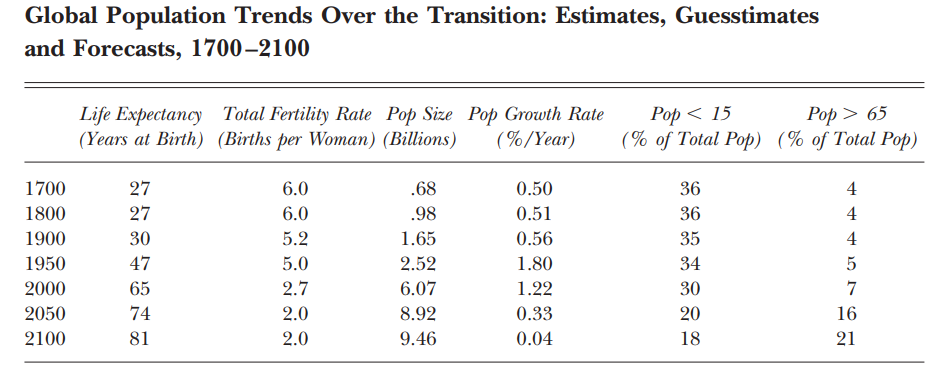 Global Population Trends Over the Transition: Estimates, Guesstimates
and Forecasts, 1700–2100
Life Expectancy Total Fertility Rate Pop Size Pop Growth Rate Pop < 15 Pop > 65
(Years at Birth) (Births per Woman) (Billions) (%/Year) (% of Total Pop) (% of Total Pop)
1700 27 6.0 .68 0.50 36 4
1800 27 6.0 .98 0.51 36 4
1900 30 5.2 1.65 0.56 35 4
1950 47 5.0 2.52 1.80 34 5
2000 65 2.7 6.07 1.22 30 7
2050 74 2.0 8.92 0.33 20 16
2100 81 2.0 9.46 0.04 18 21